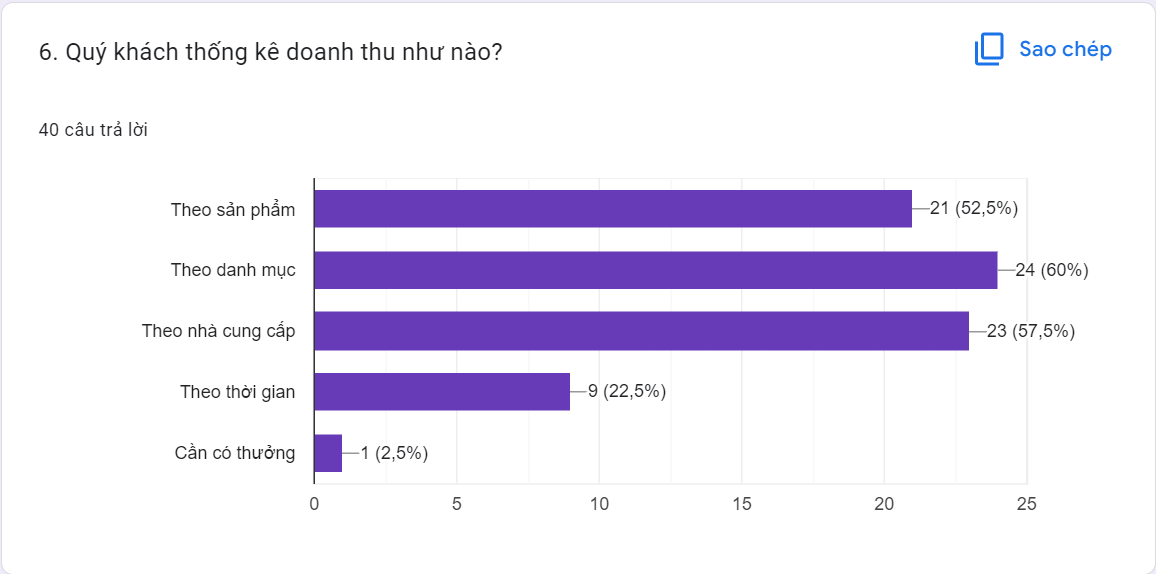 6. Quý khách thống kê doanh thu như nào?
Sao chép
40 câu trả lời
Theo sản phẩm
21 (52,5%)
Theo danh mục
24 (60%)
Theo nhà cung cấp
23 (57,5%)
Theo thời gian
9 (22,5%)
Cần có thưởng
1 (2,5%)
0 5 10 15 20 25